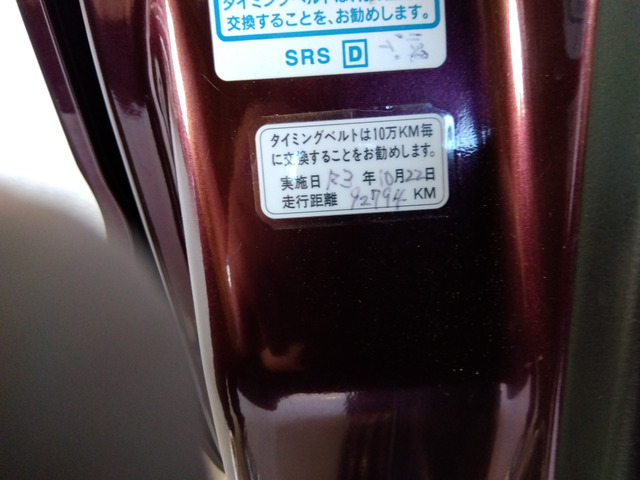 交換することを、お勧めします。
SRS D
タイミングベルトは10万KM毎
に交換することをお勧めします。
実施日 R3 年10月22日
走行距離 92794 KM